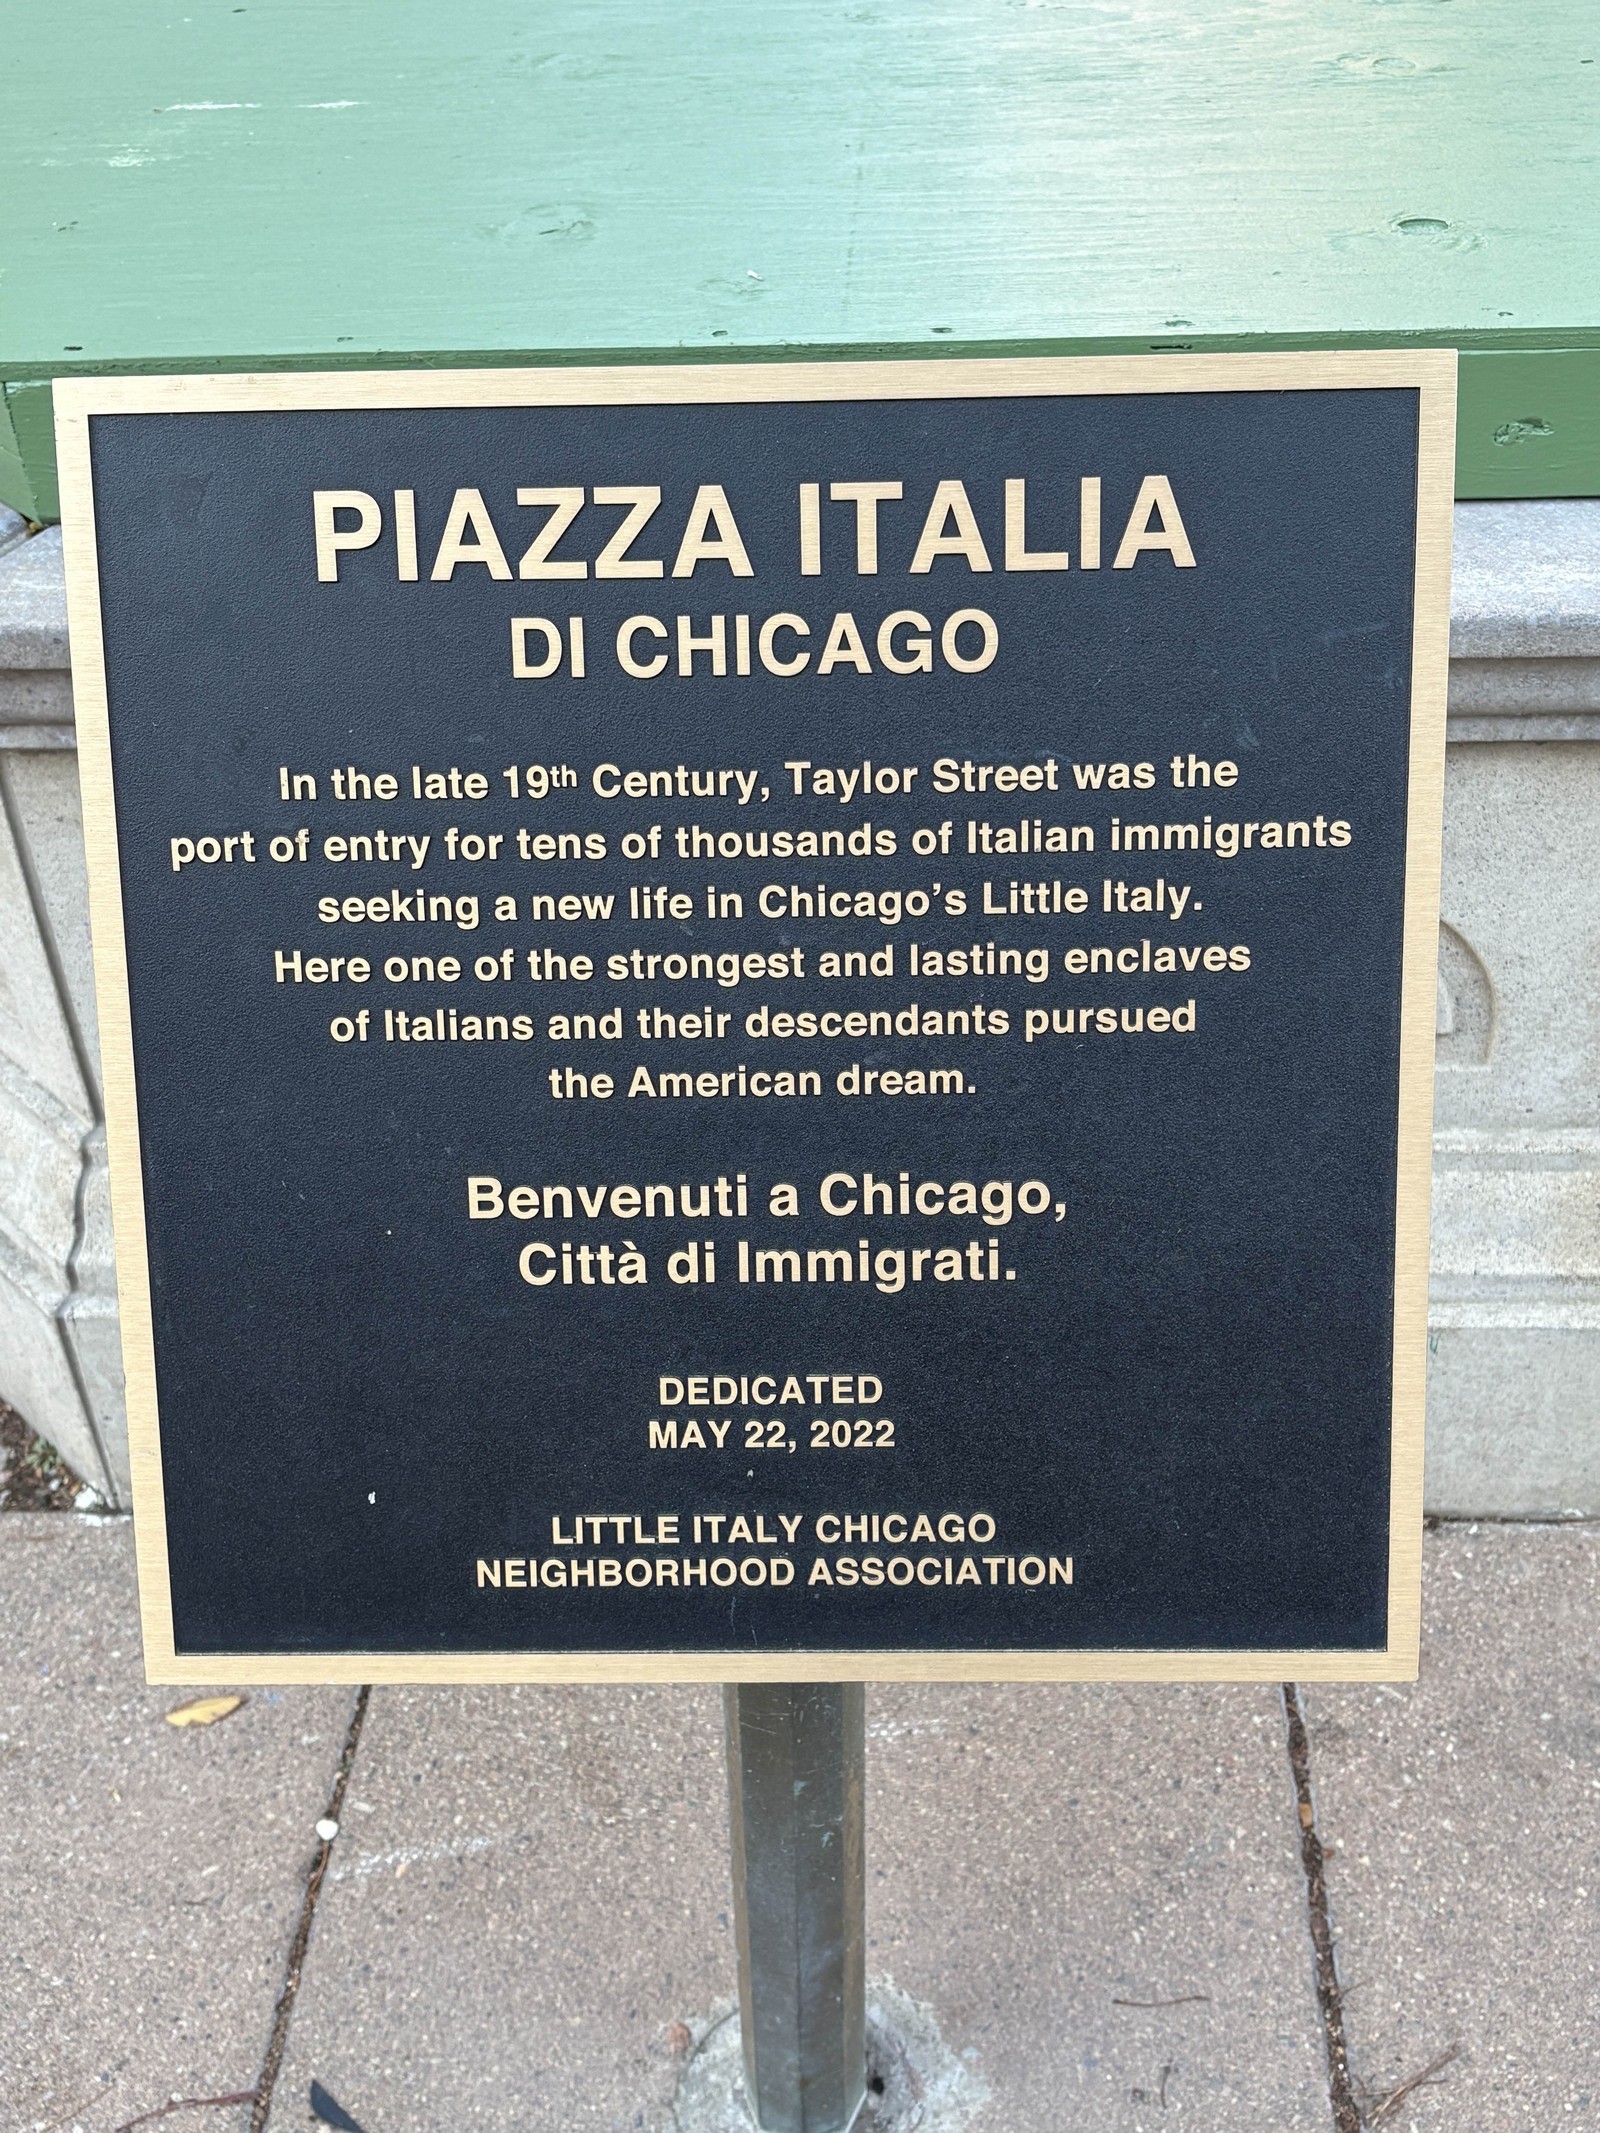 PIAZZA ITALIA
DI CHICAGO
In the late 19th Century, Taylor Street was the
port of entry for tens of thousands of Italian immigrants
seeking a new life in Chicago’s Little Italy.
Here one of the strongest and lasting enclaves
of Italians and their descendants pursued
the American dream.
Benvenuti a Chicago,
Città di Immigrati.
DEDICATED
MAY 22, 2022
LITTLE ITALY CHICAGO
NEIGHBORHOOD ASSOCIATION